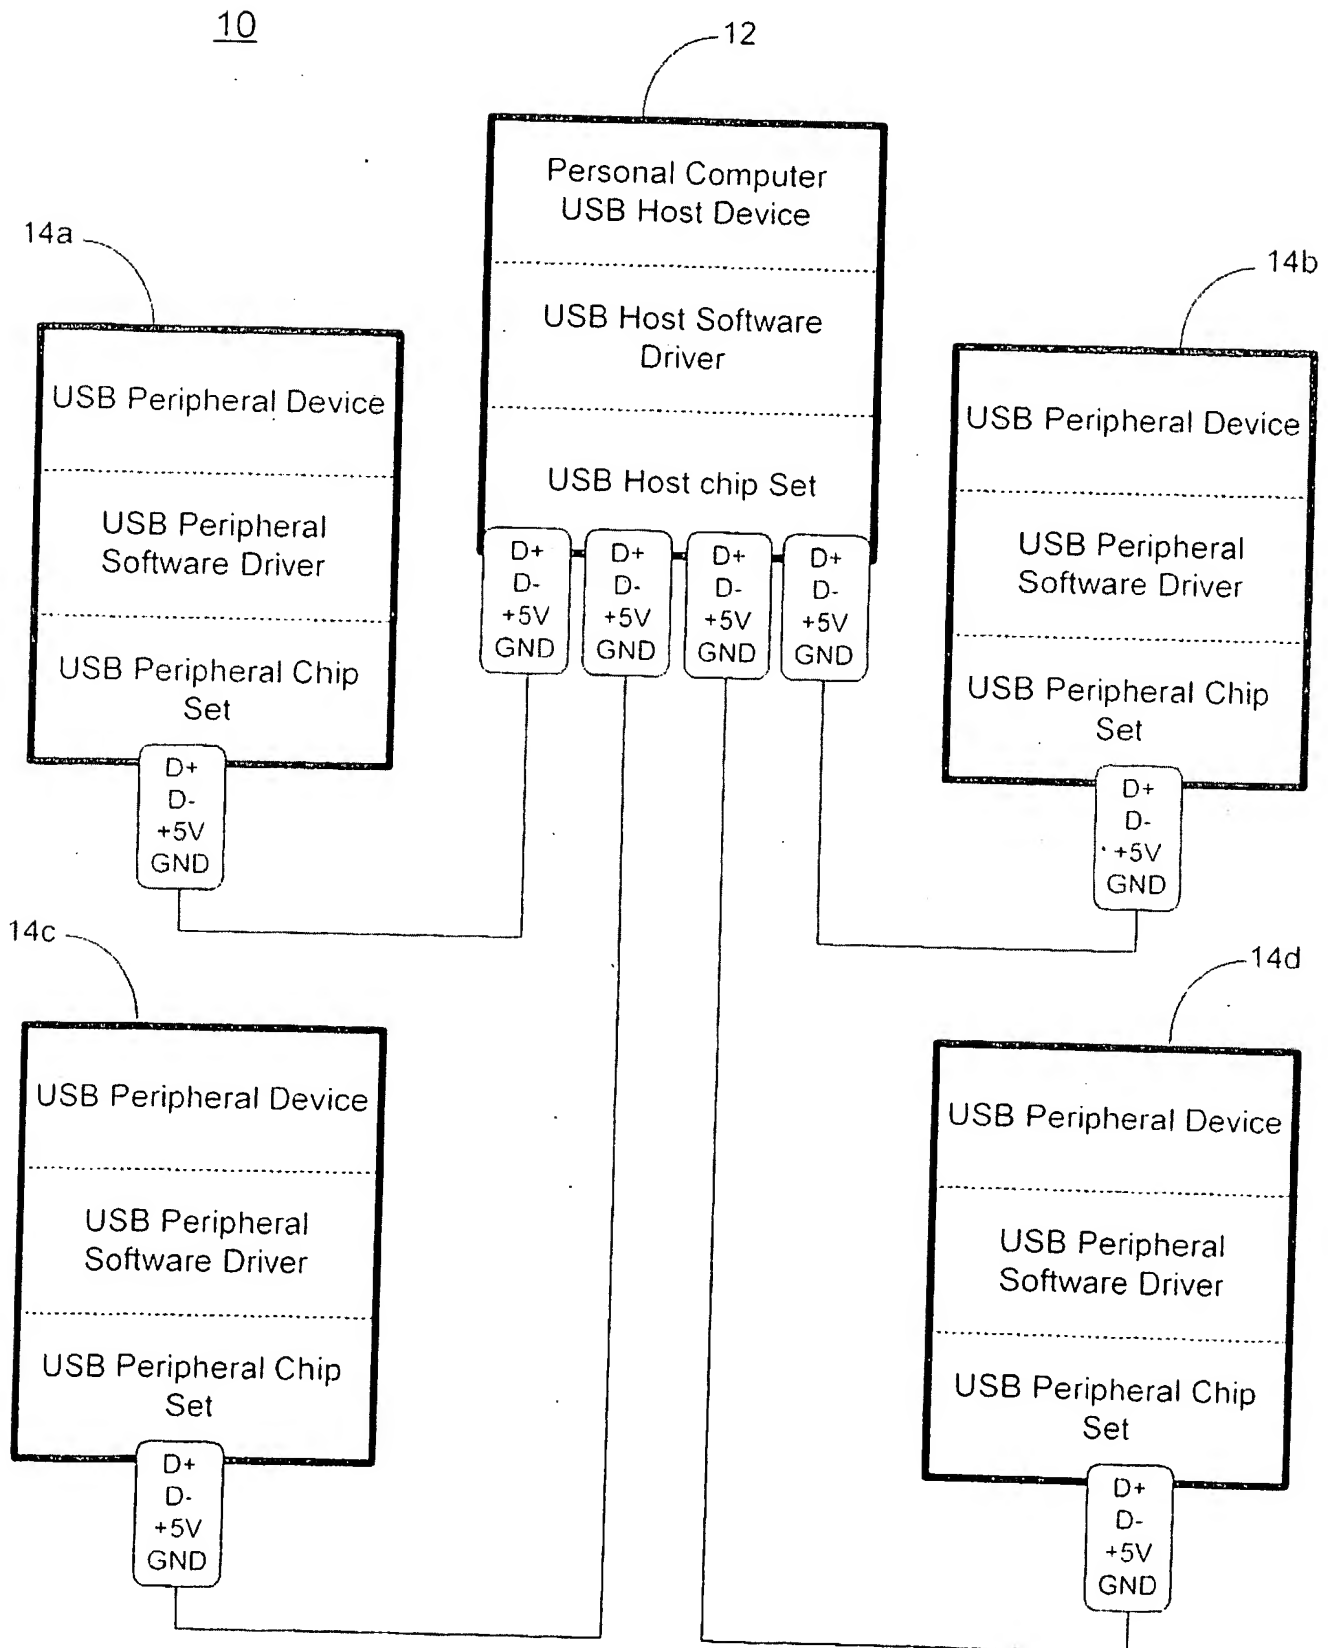 10
12
Personal Computer
USB Host Device
USB Host Software
Driver
USB Host chip Set
D+
D-
+5V
GND
D+
D-
+5V
GND
D+
D-
+5V
GND
D+
D-
+5V
GND
14a
USB Peripheral Device
USB Peripheral
Software Driver
USB Peripheral Chip
Set
D+
D-
+5V
GND
14b
USB Peripheral Device
USB Peripheral
Software Driver
USB Peripheral Chip
Set
D+
D-
+5V
GND
14c
USB Peripheral Device
USB Peripheral
Software Driver
USB Peripheral Chip
Set
D+
D-
+5V
GND
14d
USB Peripheral Device
USB Peripheral
Software Driver
USB Peripheral Chip
Set
D+
D-
+5V
GND